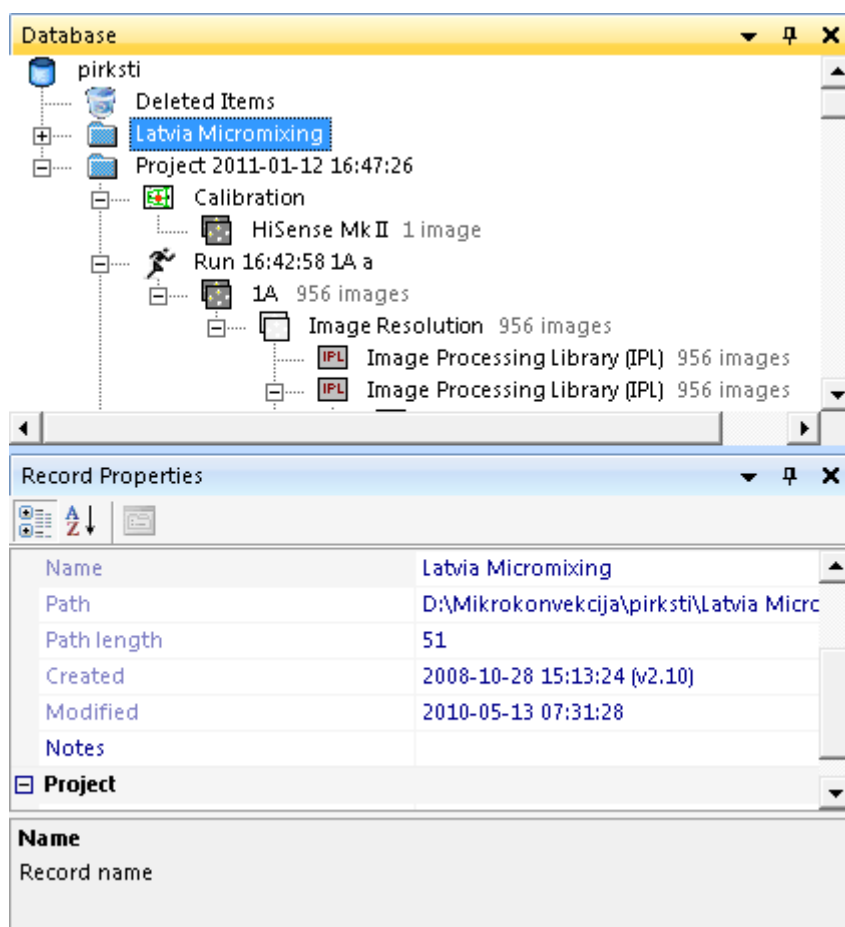 Database
pirksti
Deleted Items
Latvia Micromixing
Project 2011-01-12 16:47:26
Calibration
HiSense Mk II 1 image
Run 16:42:58 1A a
1A 956 images
Image Resolution 956 images
IPL Image Processing Library (IPL) 956 images
IPL Image Processing Library (IPL) 956 images
Record Properties
A
Z
Name Latvia Micromixing
Path D:\Mikrokonvekcija\pirksti\Latvia Micro
Path length 51
Created 2008-10-28 15:13:24 (v2.10)
Modified 2010-05-13 07:31:28
Notes
Project
Name
Record name